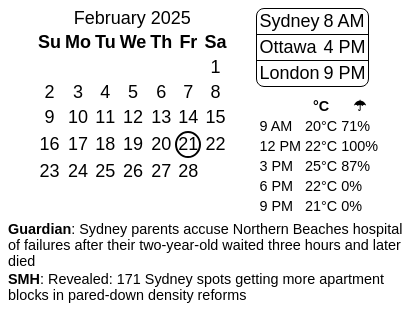 February 2025
Su Mo Tu We Th Fr Sa
1
2 3 4 5 6 7 8
9 10 11 12 13 14 15
16 17 18 19 20 21 22
23 24 25 26 27 28
Sydney 8 AM
Ottawa 4 PM
London 9 PM
°C ☂
9 AM 20°C 71%
12 PM 22°C 100%
3 PM 25°C 87%
6 PM 22°C 0%
9 PM 21°C 0%
Guardian: Sydney parents accuse Northern Beaches hospital
of failures after their two-year-old waited three hours and later
died
SMH: Revealed: 171 Sydney spots getting more apartment
blocks in pared-down density reforms